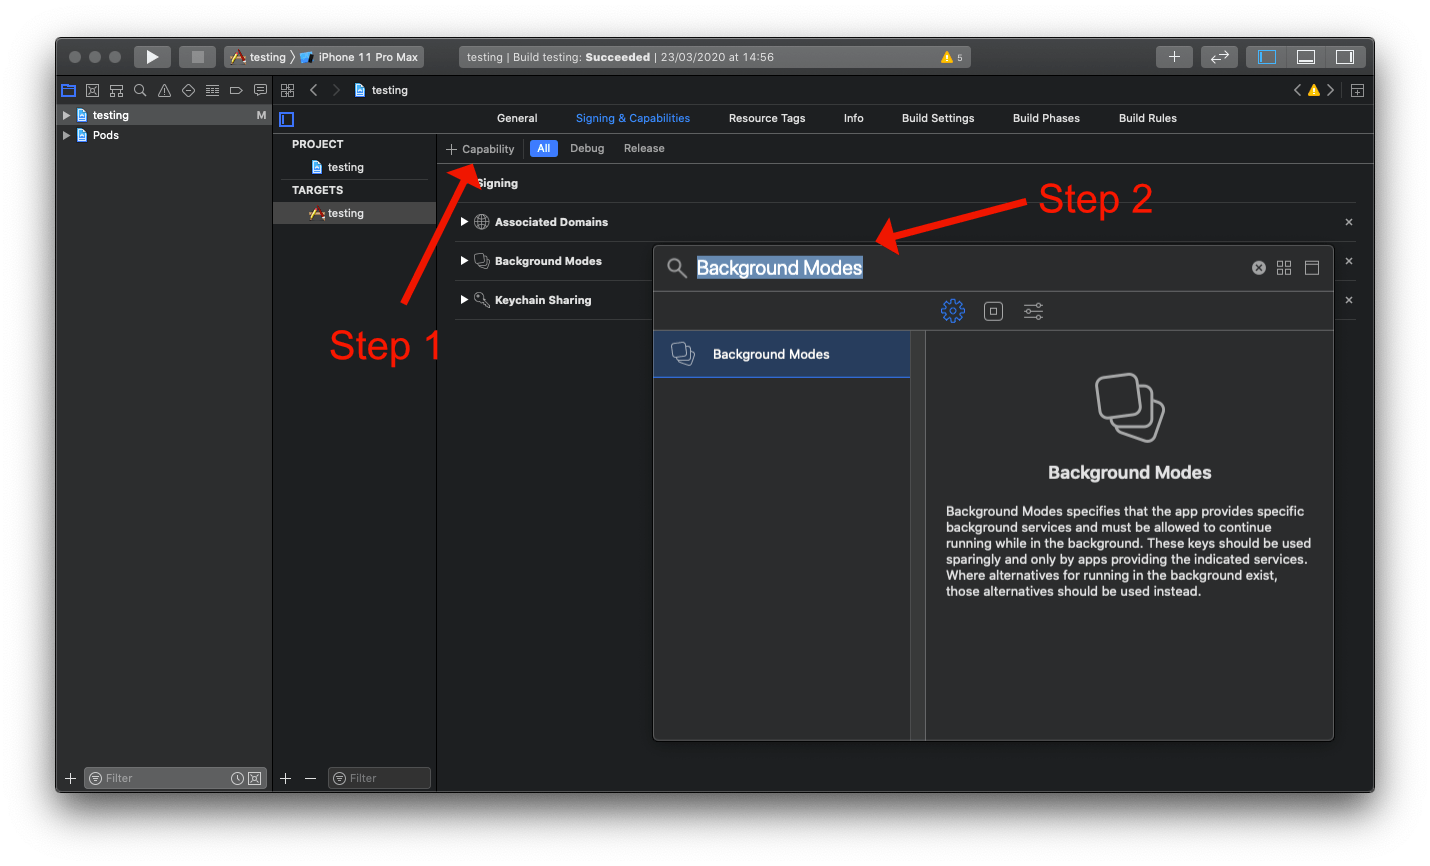 testing iPhone 11 Pro Max
testing | Build testing: Succeeded | 23/03/2020 at 14:56
5
testing M
Pods
testing
General Signing & Capabilities Resource Tags Info Build Settings Build Phases Build Rules
PROJECT
testing
TARGETS
testing
+ Capability All Debug Release
Signing
Associated Domains
Background Modes
Keychain Sharing
Step 1
Step 2
Background Modes
Background Modes
Background Modes
Background Modes specifies that the app provides specific
background services and must be allowed to continue
running while in the background. These keys should be used
sparingly and only by apps providing the indicated services.
Where alternatives for running in the background exist,
those alternatives should be used instead.
Filter
Filter